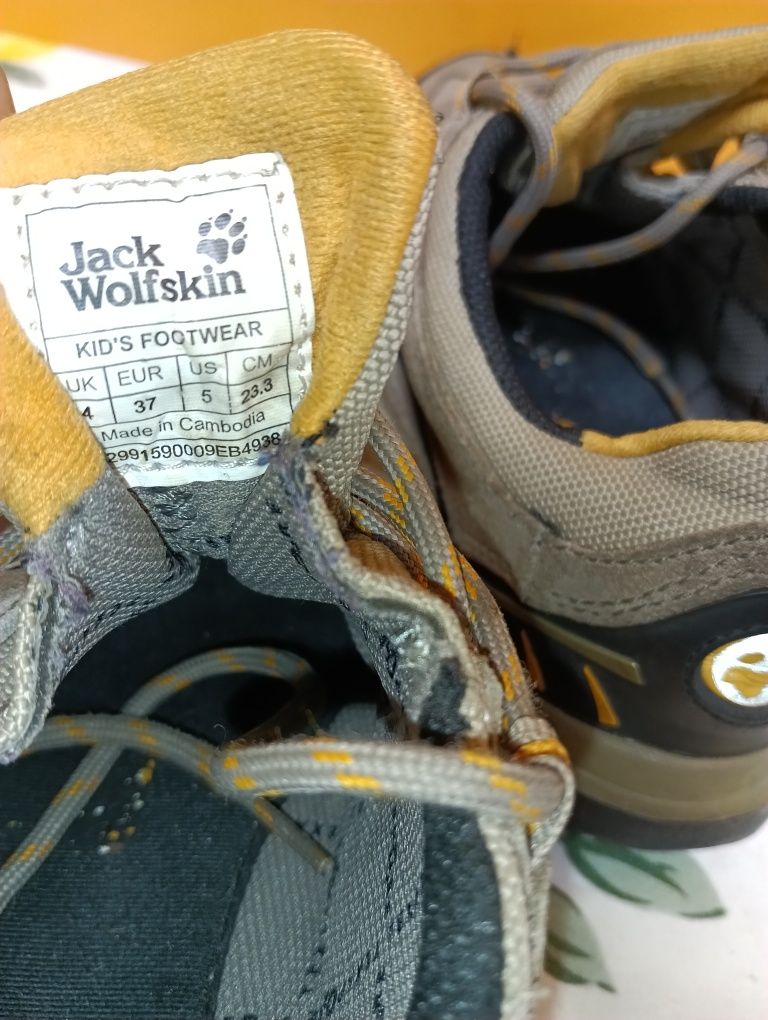 Jack
Wolfskin
KID'S FOOTWEAR
UK EUR US CM
4 37 5 23.3
Made in Cambodia
2991590009EB4938